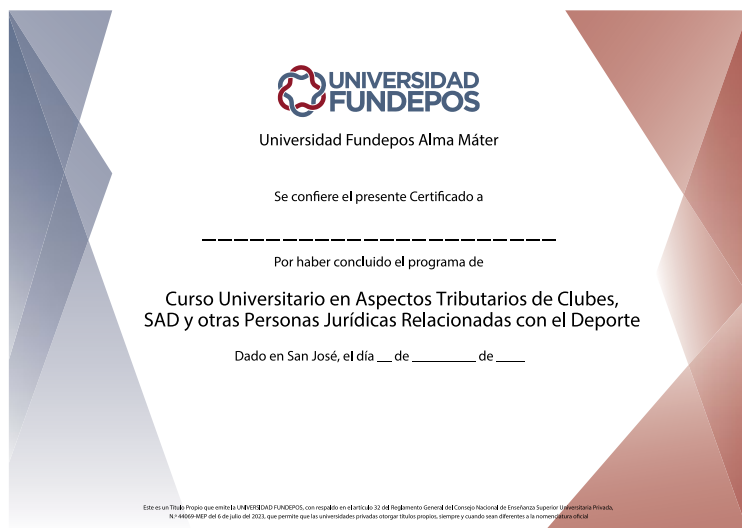 UNIVERSIDAD
FUNDEPOS
Universidad Fundepos Alma Máter
Se confiere el presente Certificado a
Por haber concluido el programa de
Curso Universitario en Aspectos Tributarios de Clubes,
SAD y otras Personas Jurídicas Relacionadas con el Deporte
Dado en San José, el día __ de ________ de ____
Este es un Título Propio que emite la UNIVERSIDAD FUNDEPOS, con respaldo en el artículo 32 del Reglamento General del Consejo Nacional de Enseñanza Superior Universitaria Privada,
N.º 44069-MEP del 6 de julio del 2023, que permite que las universidades privadas otorgar títulos propios, siempre y cuando sean diferentes a la nomenclatura oficial